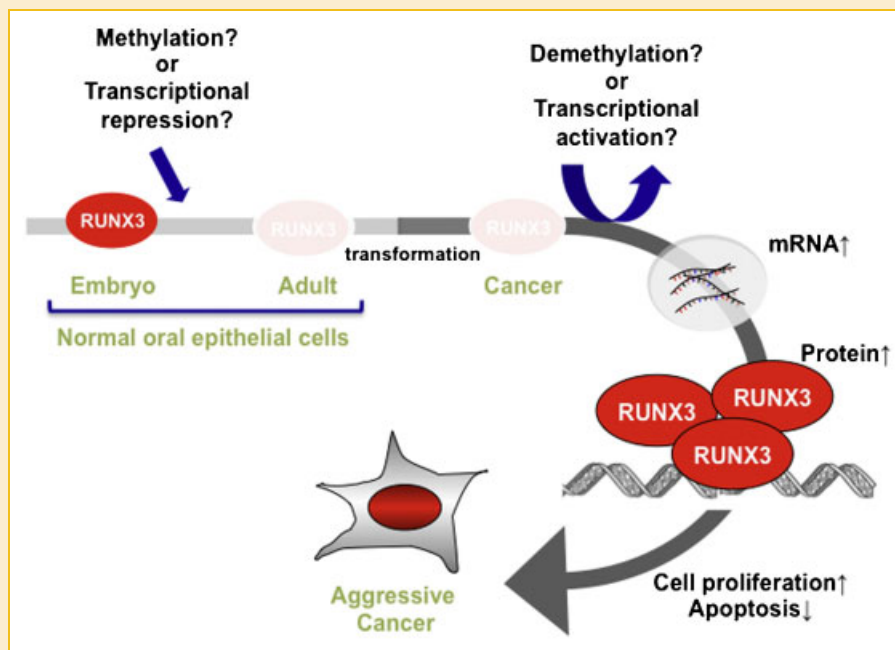 Methylation?
or
Transcriptional
repression?
Demethylation?
or
Transcriptional
activation?
RUNX3
RUNX3
RUNX3
transformation
mRNA↑
Embryo
Adult
Cancer
Normal oral epithelial cells
Protein↑
RUNX3
RUNX3
RUNX3
Cell proliferation↑
Apoptosis↓
Aggressive
Cancer